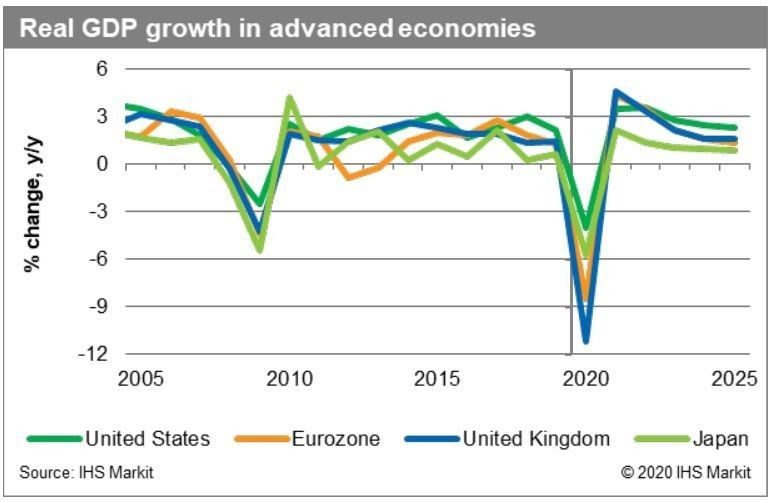 Real GDP growth in advanced economies
% change, y/y
6
3
0
-3
-6
-9
-12
2005 2010 2015 2020 2025
United States Eurozone United Kingdom Japan
Source: IHS Markit © 2020 IHS Markit